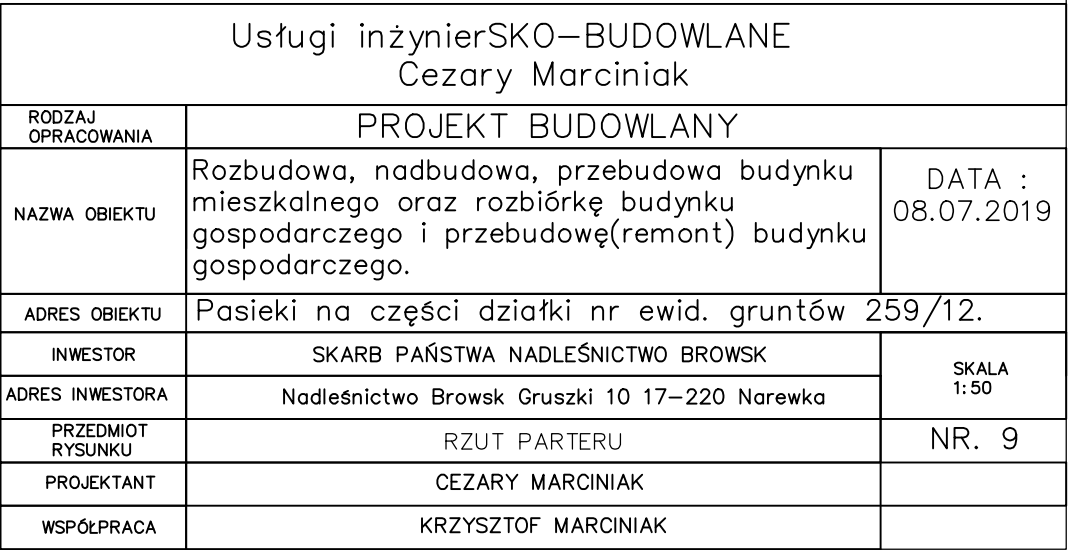 Usługi inżynierSKO-BUDOWLANE
Cezary Marciniak
RODZAJ
OPRACOWANIA
PROJEKT BUDOWLANY
NAZWA OBIEKTU
Rozbudowa, nadbudowa, przebudowa budynku
mieszkalnego oraz rozbiórkę budynku
gospodarczego i przebudowę(remont) budynku
gospodarczego.
DATA :
08.07.2019
ADRES OBIEKTU
Pasieki na części działki nr ewid. gruntów 259/12.
INWESTOR
SKARB PAŃSTWA NADLEŚNICTWO BROWSK
SKALA
1:50
ADRES INWESTORA
Nadleśnictwo Browsk Gruszki 10 17-220 Narewka
PRZEDMIOT
RYSUNKU
RZUT PARTERU
NR. 9
PROJEKTANT
CEZARY MARCINIAK
WSPÓŁPRACA
KRZYSZTOF MARCINIAK